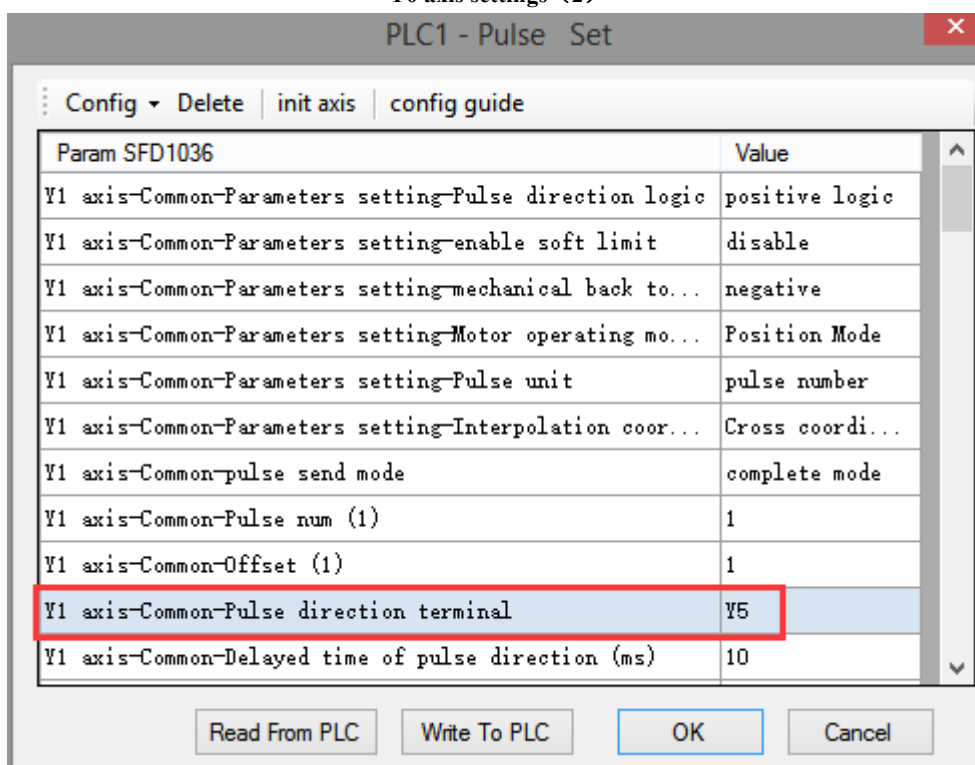 PLC1 - Pulse Set
Config Delete init axis config guide
Param SFD1036 Value
Y1 axis-Common-Parameters setting-Pulse direction logic positive logic
Y1 axis-Common-Parameters setting-enable soft limit disable
Y1 axis-Common-Parameters setting-mechanical back to... negative
Y1 axis-Common-Parameters setting-Motor operating mo... Position Mode
Y1 axis-Common-Parameters setting-Pulse unit pulse number
Y1 axis-Common-Parameters setting-Interpolation coor... Cross coordi...
Y1 axis-Common-pulse send mode complete mode
Y1 axis-Common-Pulse num (1) 1
Y1 axis-Common-Offset (1) 1
Y1 axis-Common-Pulse direction terminal Y5
Y1 axis-Common-Delayed time of pulse direction (ms) 10
Read From PLC Write To PLC OK Cancel